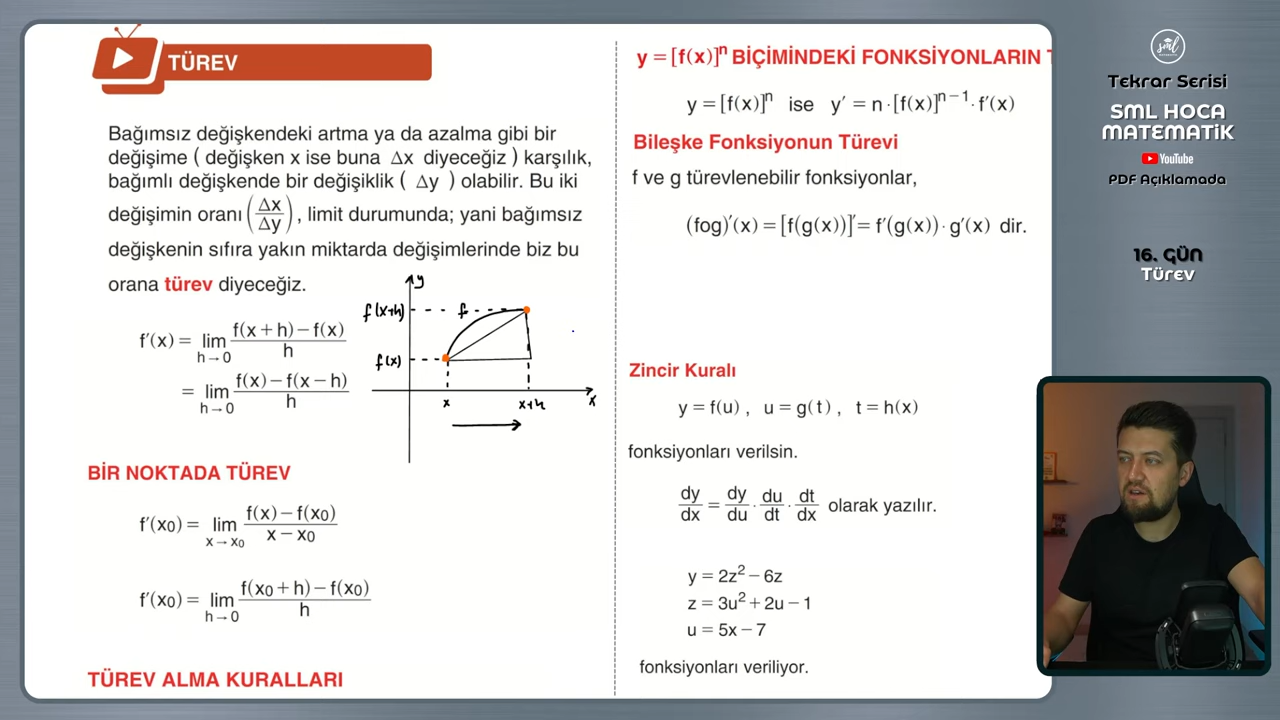 TÜREV
Bağımsız değişkendeki artma ya da azalma gibi bir
değişime ( değişken x ise buna Δx diyeceğiz ) karşılık,
bağımlı değişkende bir değişiklik ( Δy ) olabilir. Bu iki
değişimin oranı (Δx/Δy), limit durumunda; yani bağımsız
değişkenin sıfıra yakın miktarda değişimlerinde biz bu
orana türev diyeceğiz.
f′(x) = lim h→0 f(x+h)−f(x) / h
= lim h→0 f(x)−f(x−h) / h
y
f(x+h)
f
f(x)
x
x+h
x
BİR NOKTADA TÜREV
f′(x0) = lim x→x0 f(x)−f(x0) / x−x0
f′(x0) = lim h→0 f(x0+h)−f(x0) / h
TÜREV ALMA KURALLARI
y = [f(x)]ⁿ BİÇİMİNDEKİ FONKSİYONLARIN
y = [f(x)]ⁿ ise y′ = n·[f(x)]ⁿ⁻¹·f′(x)
Bileşke Fonksiyonun Türevi
f ve g türevlenebilir fonksiyonlar,
(fog)′(x) = [f(g(x))]′ = f′(g(x))·g′(x) dir.
Zincir Kuralı
y = f(u) , u = g(t) , t = h(x)
fonksiyonları verilsin.
dy/dx = dy/du · du/dt · dt/dx olarak yazılır.
y = 2z² − 6z
z = 3u² + 2u − 1
u = 5x − 7
fonksiyonları veriliyor.
sml
Tekrar Serisi
SML HOCA
MATEMATİK
YouTube
PDF Açıklamada
16. GÜN
Türev